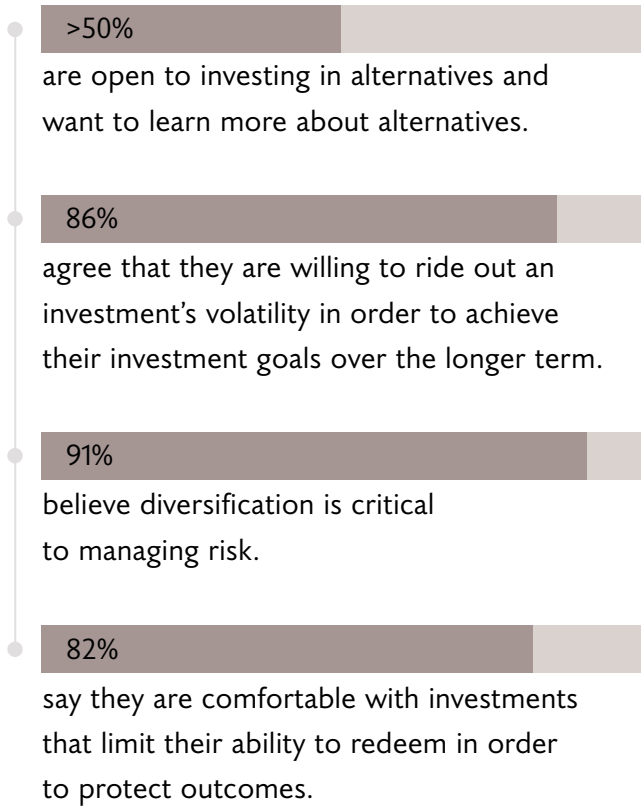 >50%
are open to investing in alternatives and
want to learn more about alternatives.
86%
agree that they are willing to ride out an
investment’s volatility in order to achieve
their investment goals over the longer term.
91%
believe diversification is critical
to managing risk.
82%
say they are comfortable with investments
that limit their ability to redeem in order
to protect outcomes.